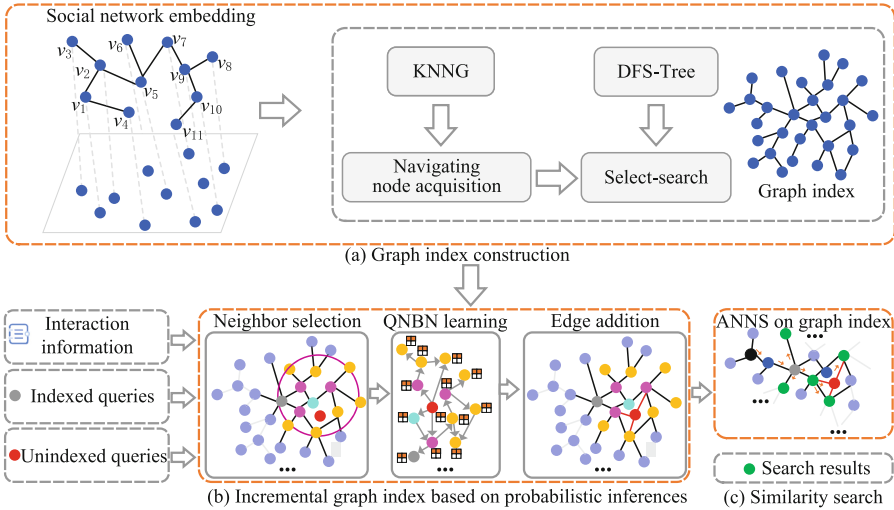 Social network embedding
v3
v6
v7
v2
v9
v8
v5
v1
v4
v10
v11
KNNG
DFS-Tree
Navigating
node acquisition
Select-search
Graph index
(a) Graph index construction
Interaction
information
Indexed queries
Unindexed queries
Neighbor selection
QNBN learning
Edge addition
ANNS on graph index
Search results
(b) Incremental graph index based on probabilistic inferences
(c) Similarity search